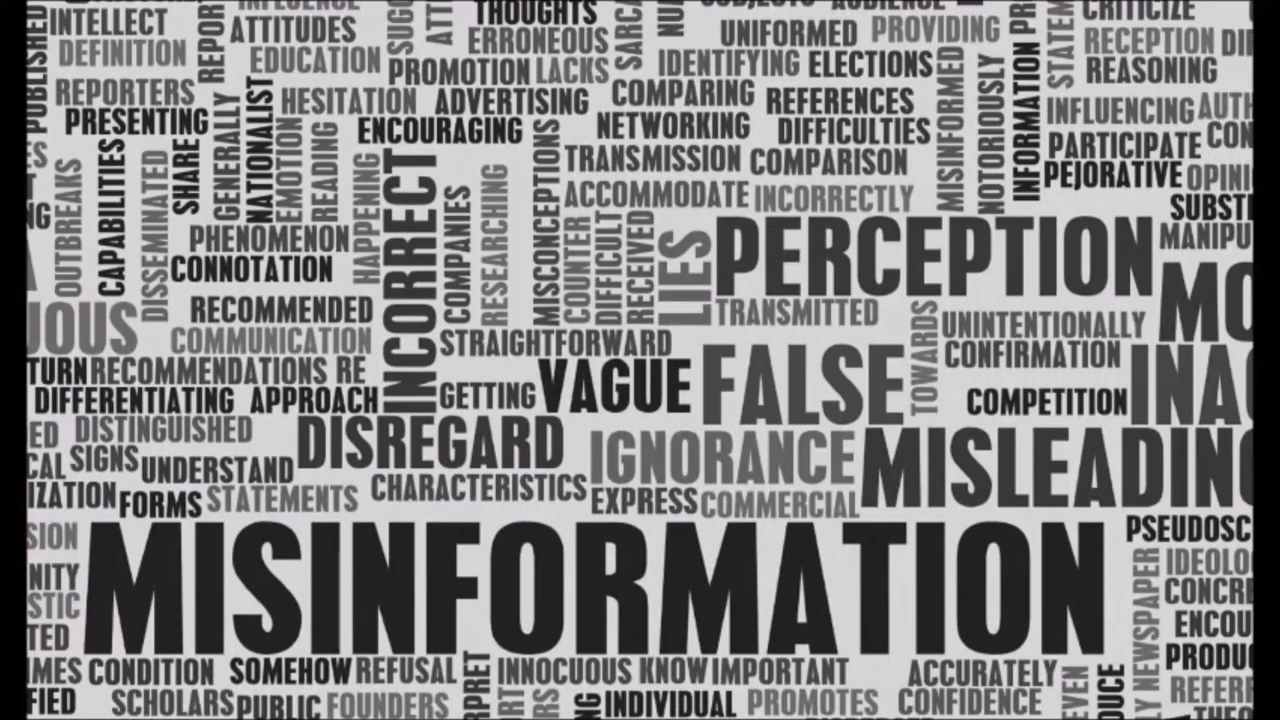 THOUGHTS
CRITICIZE
INTELLECT
ATTITUDES
ERRONEOUS
UNIFORMED PROVIDING
DEFINITION
EDUCATION
PROMOTION LACKS
IDENTIFYING ELECTIONS
RECEPTION
REASONING
REPORTERS
HESITATION ADVERTISING
COMPARING REFERENCES
INFLUENCING
PRESENTING
ENCOURAGING
NETWORKING DIFFICULTIES
PARTICIPATE
PUBLISHED
CAPABILITIES
OUTBREAKS
DISSEMINATED
SHARE
GENERALLY
NATIONALIST
EMOTION
READING
HAPPENING
INCORRECT
COMPANIES
RESEARCHING
MISCONCEPTIONS
COUNTER
DIFFICULT
RECEIVED
LIES
TRANSMISSION COMPARISON
ACCOMMODATE INCORRECTLY
MISINFORMED
NOTORIOUSLY
INFORMATION
PEJORATIVE
PHENOMENON
CONNOTATION
PERCEPTION
RECOMMENDED
COMMUNICATION
TRANSMITTED
TOWARDS
UNINTENTIONALLY
CONFIRMATION
STRAIGHTFORWARD
TURN RECOMMENDATIONS RE
DIFFERENTIATING APPROACH
GETTING
VAGUE
FALSE
COMPETITION
DISTINGUISHED
SIGNS UNDERSTAND
DISREGARD
IGNORANCE
MISLEADING
FORMS STATEMENTS
CHARACTERISTICS
EXPRESS COMMERCIAL
MISINFORMATION
NEWSPAPER
CONDITION SOMEHOW REFUSAL
INNOCUOUS KNOW IMPORTANT
ACCURATELY
SCHOLARS PUBLIC FOUNDERS
INDIVIDUAL PROMOTES CONFIDENCE